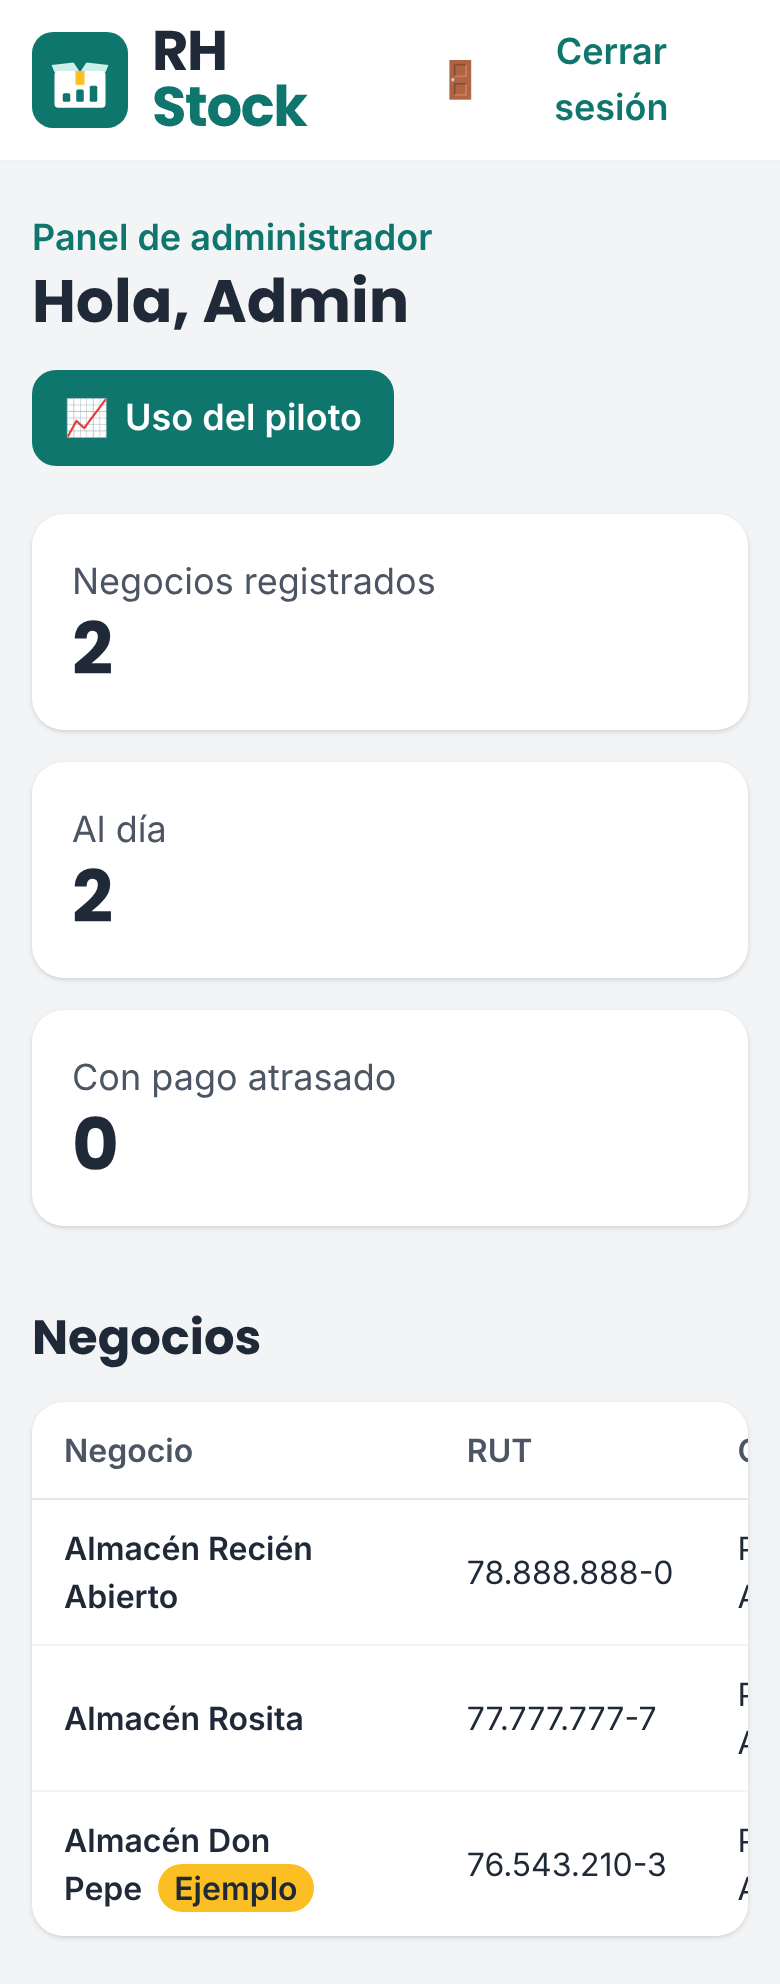 RH
Stock
Cerrar
sesión
Panel de administrador
Hola, Admin
Uso del piloto
Negocios registrados
2
Al día
2
Con pago atrasado
0
Negocios
Negocio RUT
Almacén Recién
Abierto
78.888.888-0
Almacén Rosita 77.777.777-7
Almacén Don
Pepe Ejemplo
76.543.210-3